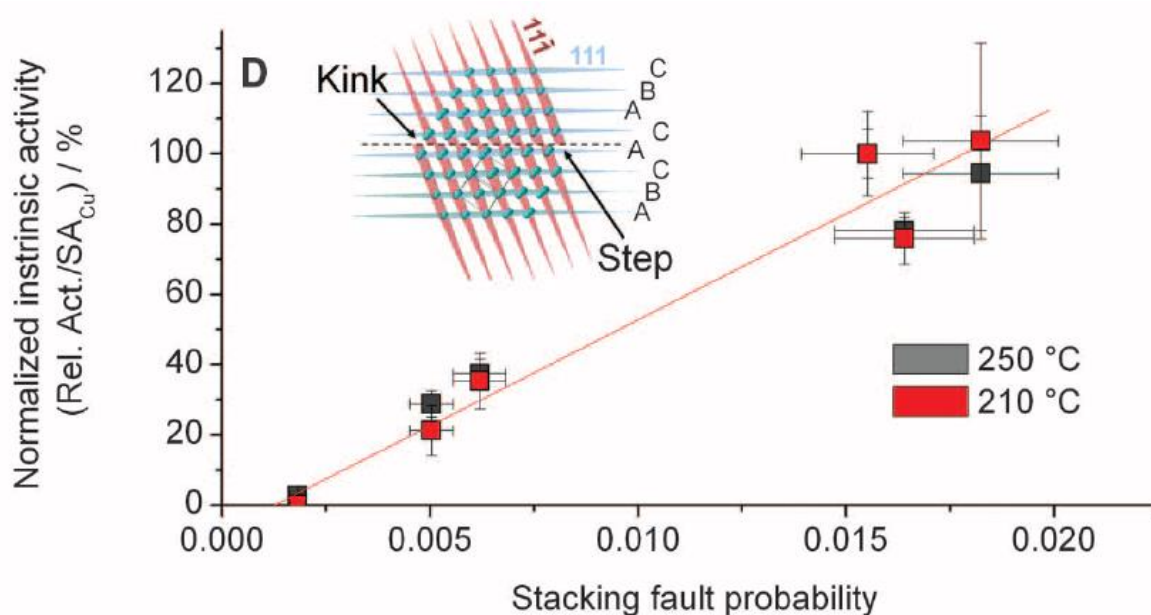 Normalized instrinsic activity
(Rel. Act./SA_Cu) / %
D
111
111
Kink
Step
C
B
A
C
A
C
B
A
120
100
80
60
40
20
0
250 °C
210 °C
0.000 0.005 0.010 0.015 0.020
Stacking fault probability